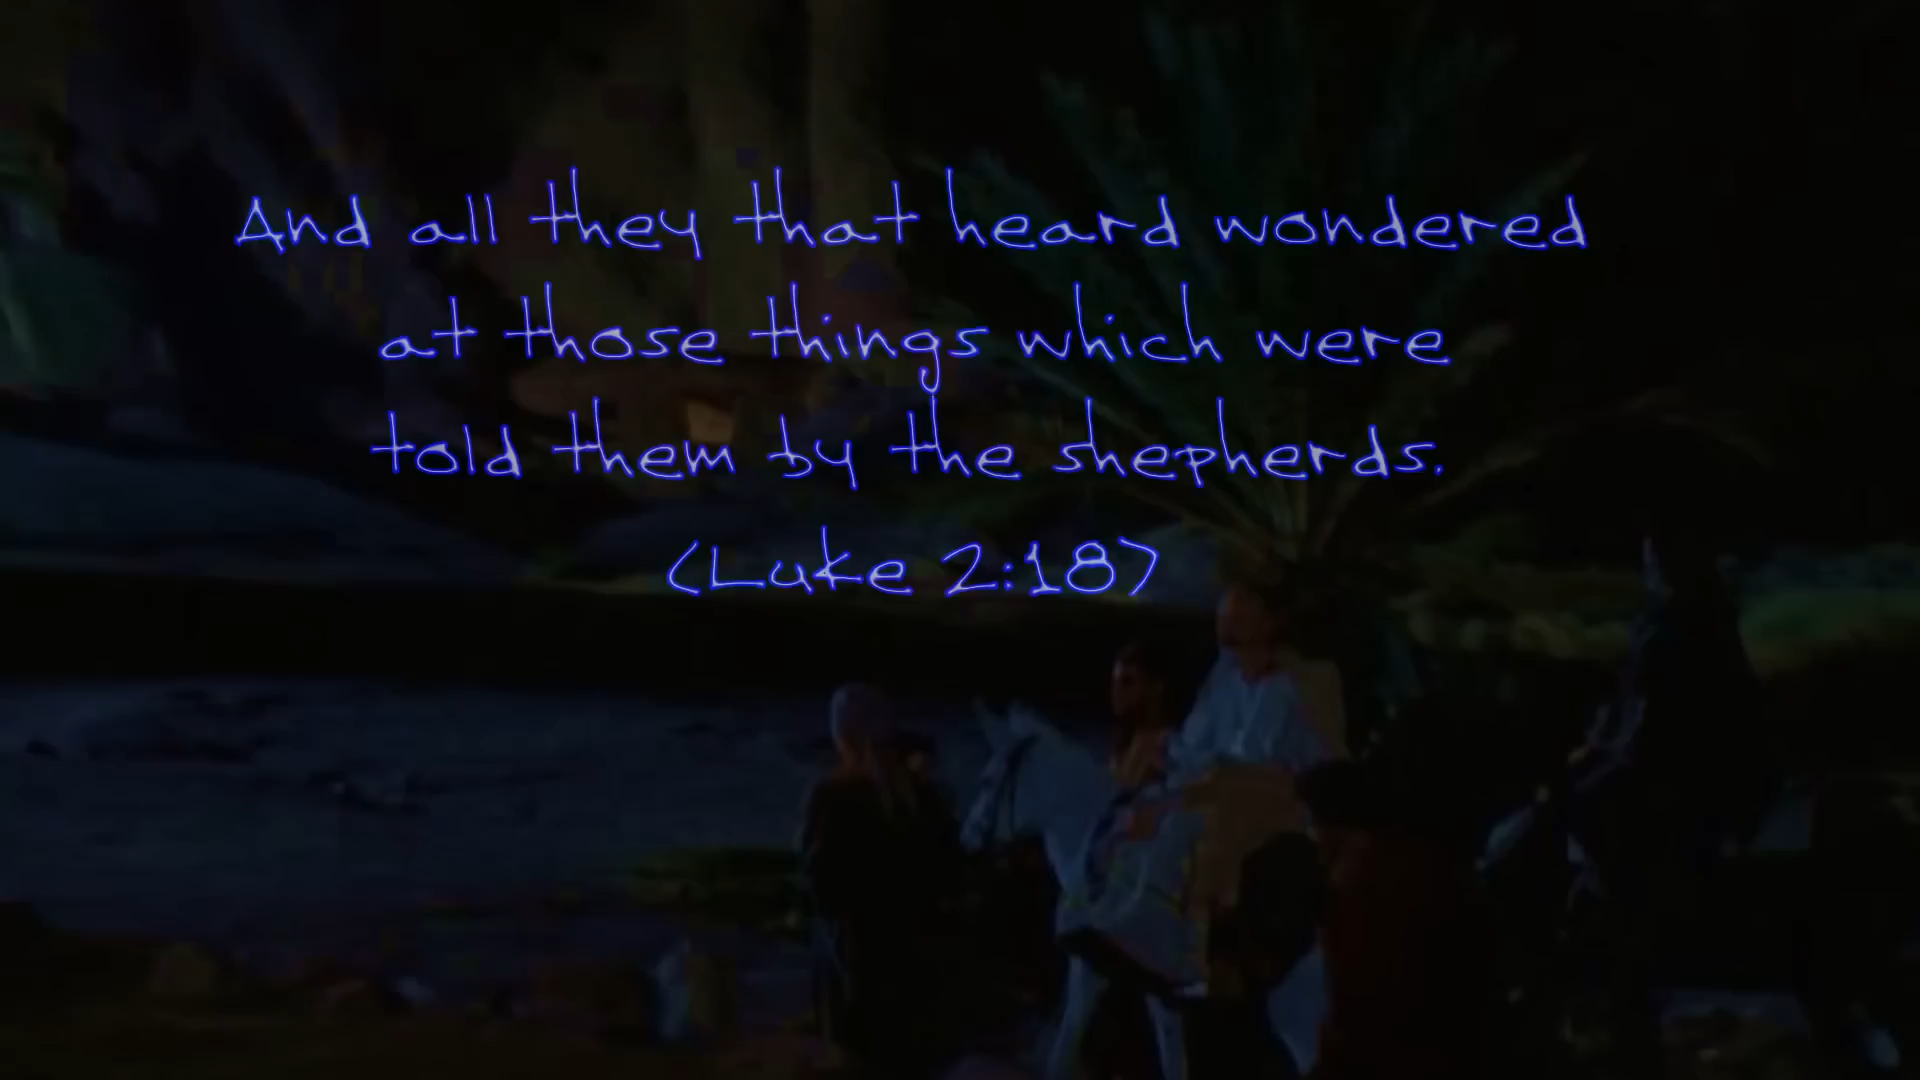 And all they that heard wondered
at those things which were
told them by the shepherds.
(Luke 2:18)